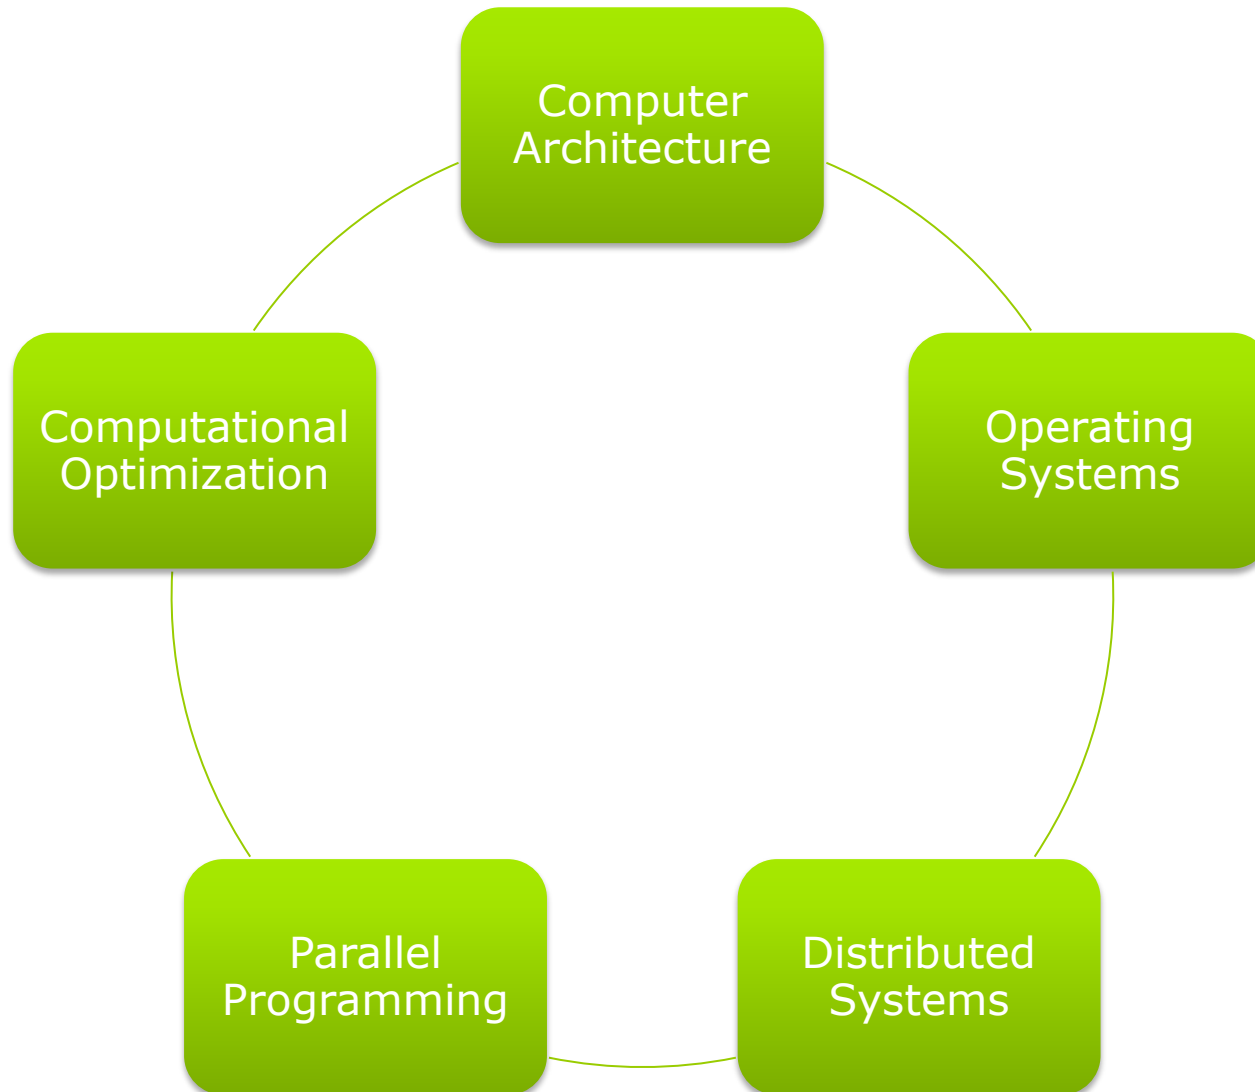 Computer
Architecture
Computational
Optimization
Operating
Systems
Parallel
Programming
Distributed
Systems